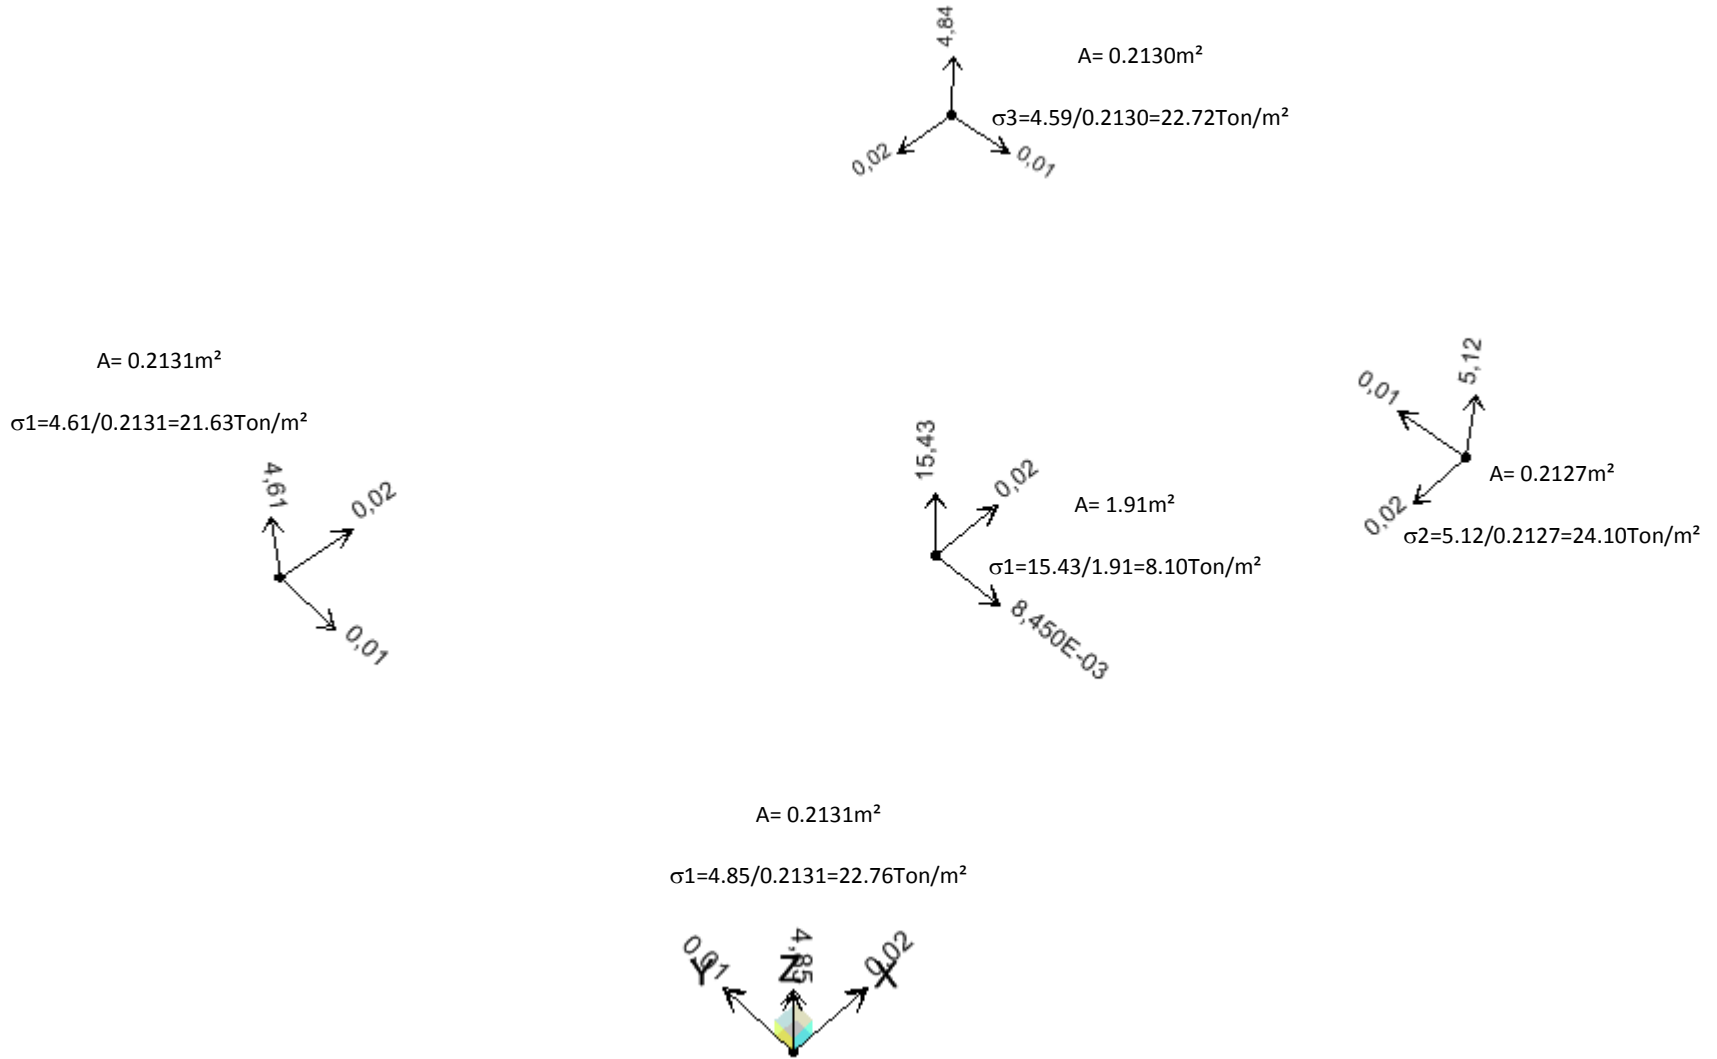 4,84
A= 0.2130m²
σ3=4.59/0.2130=22.72Ton/m²
0,02
0,01
A= 0.2131m²
σ1=4.61/0.2131=21.63Ton/m²
4,61
0,02
0,01
15,43
0,02
A= 1.91m²
σ1=15.43/1.91=8.10Ton/m²
8,450E-03
5,12
0,01
A= 0.2127m²
0,02
σ2=5.12/0.2127=24.10Ton/m²
A= 0.2131m²
σ1=4.85/0.2131=22.76Ton/m²
0,01
4,85
0,02
Y
Z
X